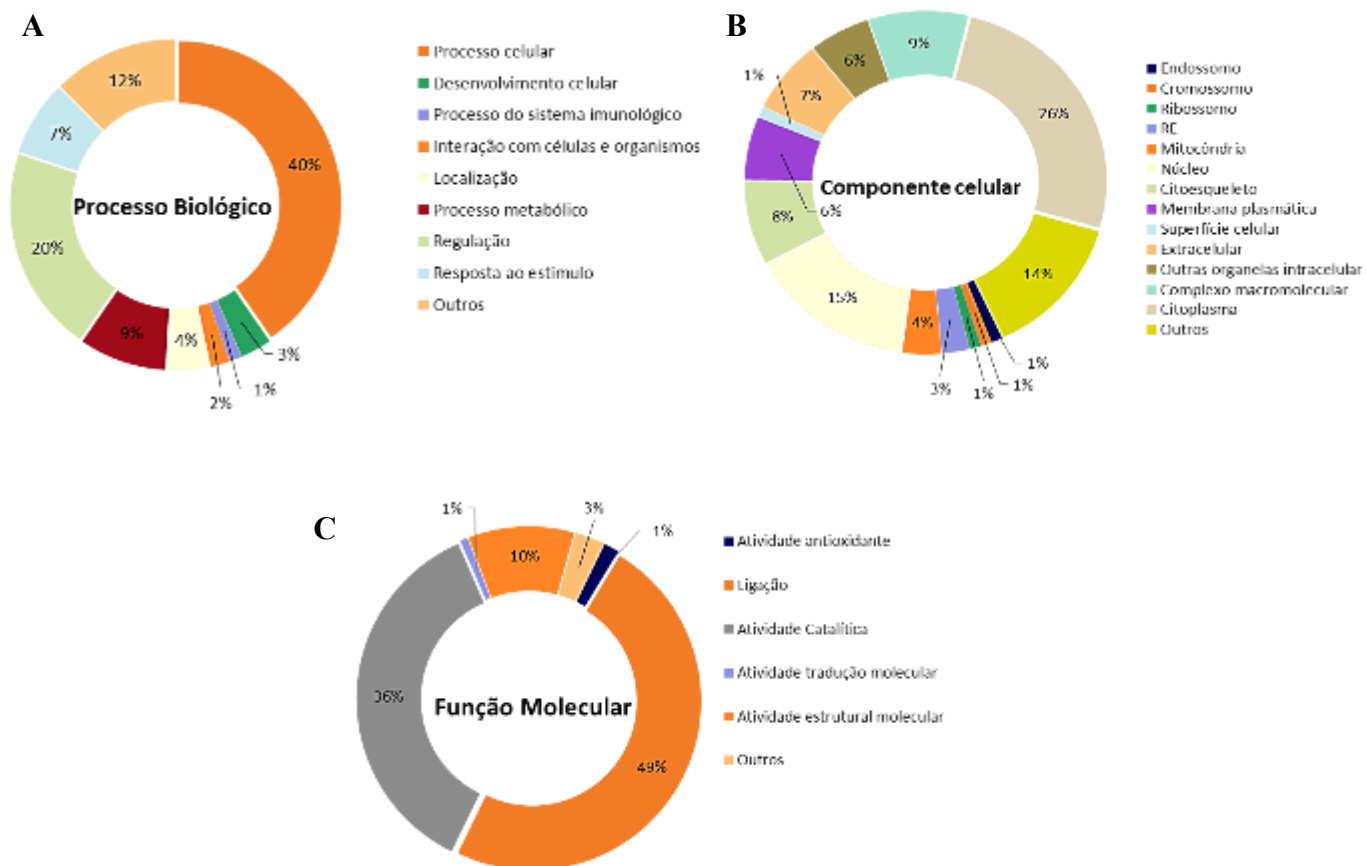 A
12%
7%
40%
20%
9%
4%
3%
1%
2%
Processo Biológico
Processo celular
Desenvolvimento celular
Processo do sistema imunológico
Interação com células e organismos
Localização
Processo metabólico
Regulação
Resposta ao estimulo
Outros
B
9%
6%
1%
7%
26%
6%
8%
15%
14%
4%
3%
1%
1%
1%
Componente celular
Endossomo
Cromossomo
Ribossomo
RE
Mitocôndria
Núcleo
Citoesqueleto
Membrana plasmática
Superfície celular
Extracelular
Outras organelas intracelular
Complexo macromolecular
Citoplasma
Outros
C
1%
10%
3%
1%
36%
49%
Função Molecular
Atividade antioxidante
Ligação
Atividade Catalítica
Atividade tradução molecular
Atividade estrutural molecular
Outros